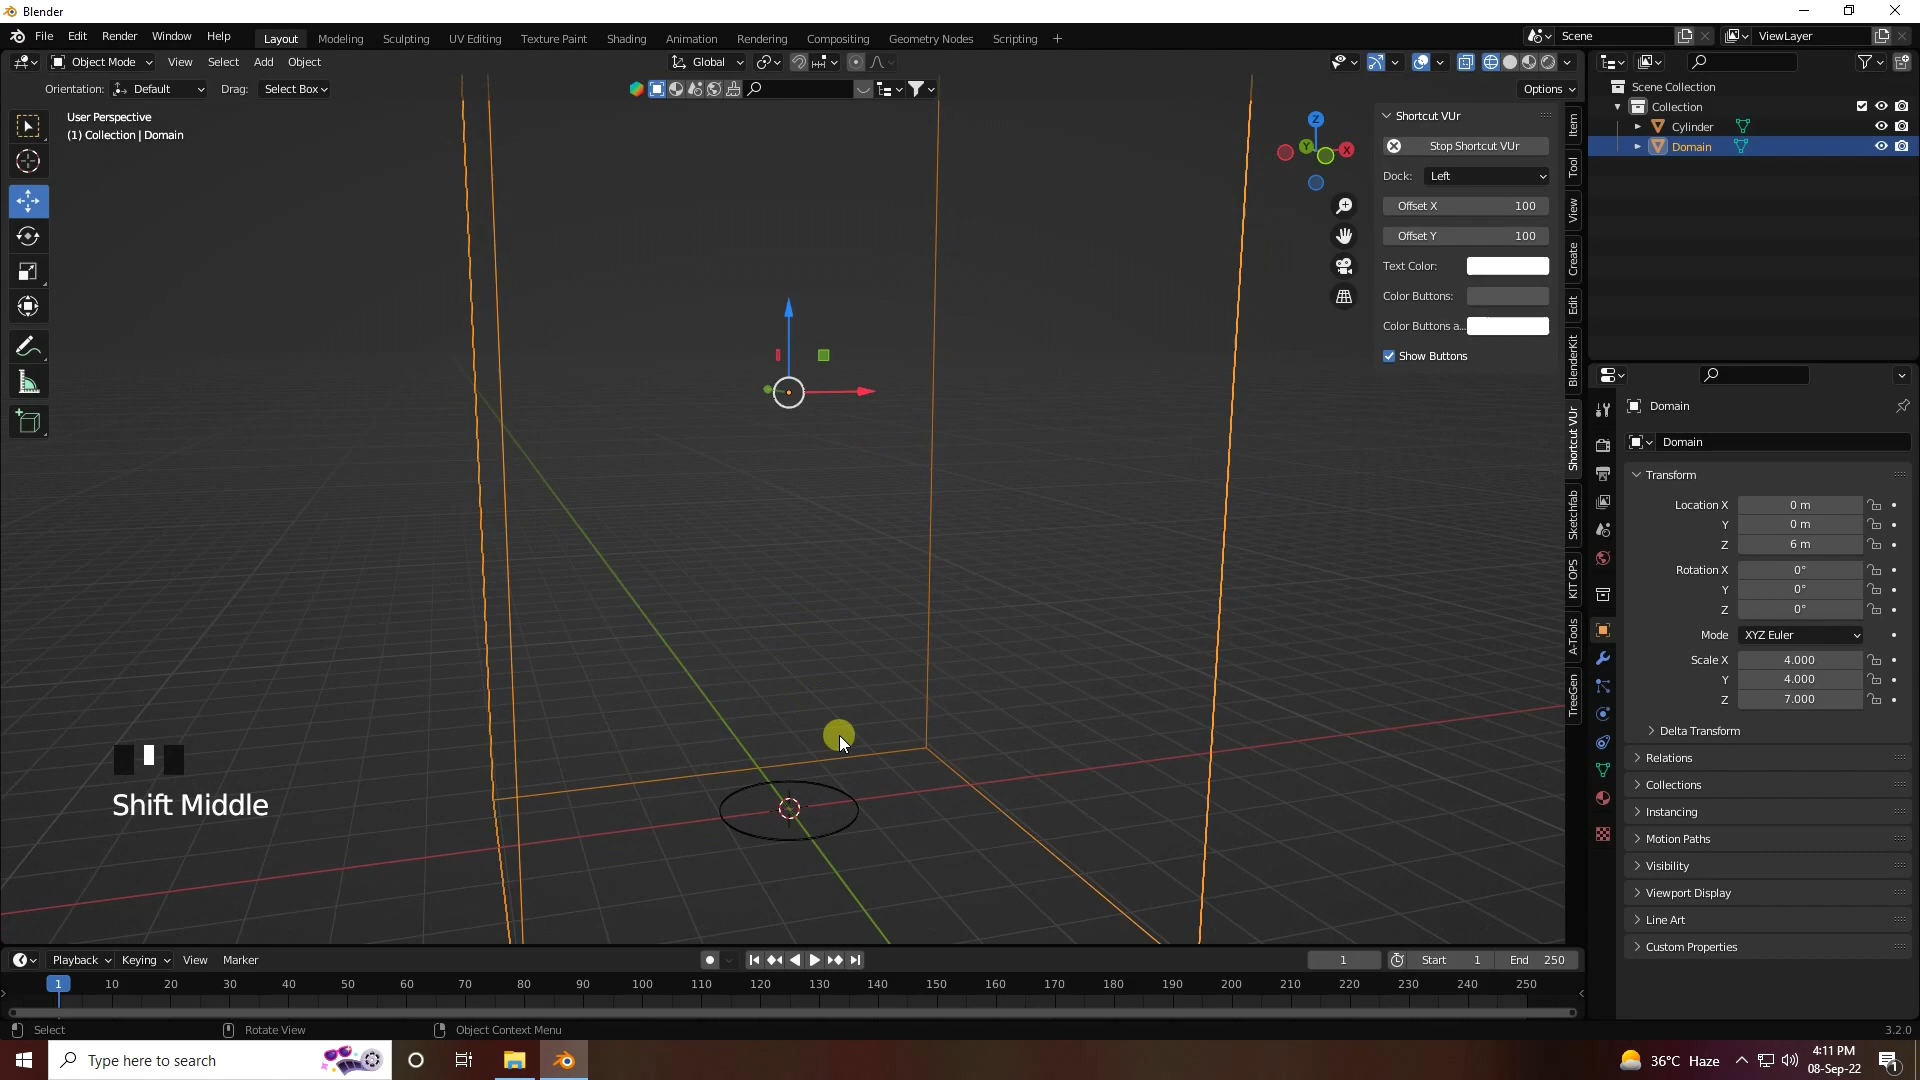 Blender
File Edit Render Window Help
Layout Modeling Sculpting UV Editing Texture Paint Shading Animation Rendering Compositing Geometry Nodes Scripting +
Scene
ViewLayer
Object Mode View Select Add Object
Global
Orientation: Default Drag: Select Box
Options
User Perspective
(1) Collection | Domain
Shortcut VUr
Stop Shortcut VUr
Dock: Left
Offset X 100
Offset Y 100
Text Color:
Color Buttons:
Color Buttons a...
Show Buttons
Z
Y
X
Item
Tool
View
Create
Edit
BlenderKit
Shortcut VUr
Sketchfab
KIT OPS
A-Tools
TreeGen
Scene Collection
Collection
Cylinder
Domain
Domain
Domain
Transform
Location X 0 m
Y 0 m
Z 6 m
Rotation X 0°
Y 0°
Z 0°
Mode XYZ Euler
Scale X 4.000
Y 4.000
Z 7.000
Delta Transform
Relations
Collections
Instancing
Motion Paths
Visibility
Viewport Display
Line Art
Custom Properties
Shift Middle
Playback Keying View Marker
1 Start 1 End 250
1 10 20 30 40 50 60 70 80 90 100 110 120 130 140 150 160 170 180 190 200 210 220 230 240 250
Select Rotate View Object Context Menu
3.2.0
Type here to search
36°C Haze
4:11 PM
08-Sep-22
1